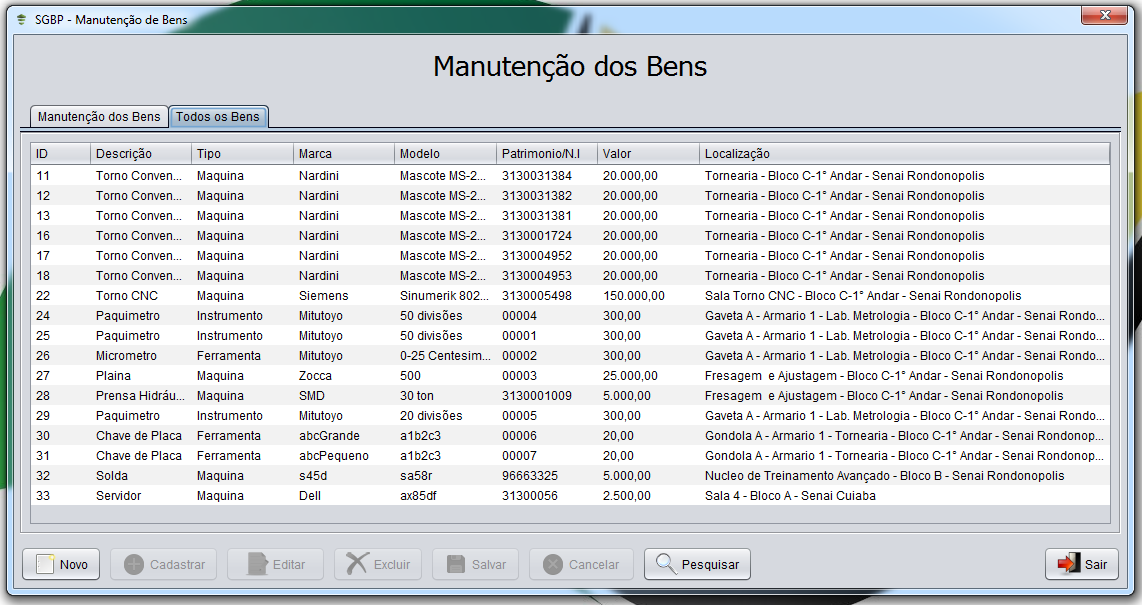 SGBP - Manutenção de Bens
Manutenção dos Bens
Manutenção dos Bens Todos os Bens
ID Descrição Tipo Marca Modelo Patrimonio/N.I Valor Localização
11 Torno Conven... Maquina Nardini Mascote MS-2... 3130031384 20.000,00 Tornearia - Bloco C-1° Andar - Senai Rondonopolis
12 Torno Conven... Maquina Nardini Mascote MS-2... 3130031382 20.000,00 Tornearia - Bloco C-1° Andar - Senai Rondonopolis
13 Torno Conven... Maquina Nardini Mascote MS-2... 3130031381 20.000,00 Tornearia - Bloco C-1° Andar - Senai Rondonopolis
16 Torno Conven... Maquina Nardini Mascote MS-2... 3130001724 20.000,00 Tornearia - Bloco C-1° Andar - Senai Rondonopolis
17 Torno Conven... Maquina Nardini Mascote MS-2... 3130004952 20.000,00 Tornearia - Bloco C-1° Andar - Senai Rondonopolis
18 Torno Conven... Maquina Nardini Mascote MS-2... 3130004953 20.000,00 Tornearia - Bloco C-1° Andar - Senai Rondonopolis
22 Torno CNC Maquina Siemens Sinumerik 802... 3130005498 150.000,00 Sala Torno CNC - Bloco C-1° Andar - Senai Rondonopolis
24 Paquimetro Instrumento Mitutoyo 50 divisões 00004 300,00 Gaveta A - Armario 1 - Lab. Metrologia - Bloco C-1° Andar - Senai Rondo...
25 Paquimetro Instrumento Mitutoyo 50 divisões 00001 300,00 Gaveta A - Armario 1 - Lab. Metrologia - Bloco C-1° Andar - Senai Rondo...
26 Micrometro Ferramenta Mitutoyo 0-25 Centesim... 00002 300,00 Gaveta A - Armario 1 - Lab. Metrologia - Bloco C-1° Andar - Senai Rondo...
27 Plaina Maquina Zocca 500 00003 25.000,00 Fresagem e Ajustagem - Bloco C-1° Andar - Senai Rondonopolis
28 Prensa Hidráu... Maquina SMD 30 ton 3130001009 5.000,00 Fresagem e Ajustagem - Bloco C-1° Andar - Senai Rondonopolis
29 Paquimetro Instrumento Mitutoyo 20 divisões 00005 300,00 Gaveta A - Armario 1 - Lab. Metrologia - Bloco C-1° Andar - Senai Rondo...
30 Chave de Placa Ferramenta abcGrande a1b2c3 00006 20,00 Gondola A - Armario 1 - Tornearia - Bloco C-1° Andar - Senai Rondonop...
31 Chave de Placa Ferramenta abcPequeno a1b2c3 00007 20,00 Gondola A - Armario 1 - Tornearia - Bloco C-1° Andar - Senai Rondonop...
32 Solda Maquina s45d sa58r 96663325 5.000,00 Nucleo de Treinamento Avançado - Bloco B - Senai Rondonopolis
33 Servidor Maquina Dell ax85df 31300056 2.500,00 Sala 4 - Bloco A - Senai Cuiaba
Novo Cadastrar Editar Excluir Salvar Cancelar Pesquisar Sair